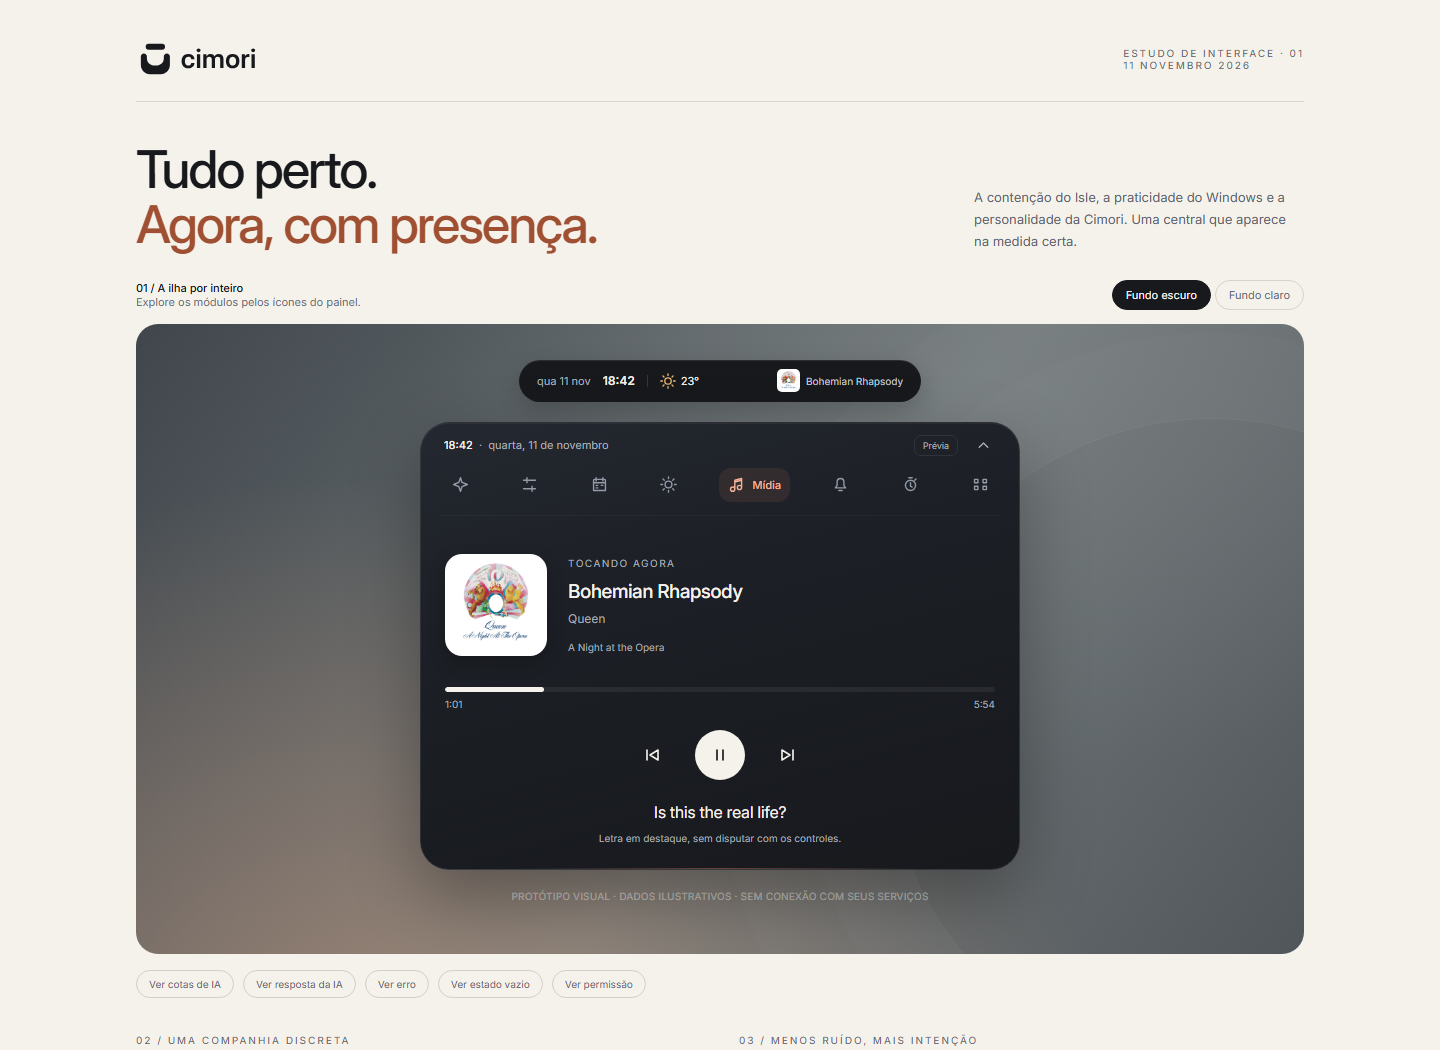 cimori
ESTUDO DE INTERFACE · 01
11 NOVEMBRO 2026
Tudo perto.
Agora, com presença.
A contenção do Isle, a praticidade do Windows e a
personalidade da Cimori. Uma central que aparece
na medida certa.
01 / A ilha por inteiro
Explore os módulos pelos ícones do painel.
Fundo escuro
Fundo claro
qua 11 nov 18:42 23° Bohemian Rhapsody
18:42 · quarta, 11 de novembro
Prévia
Mídia
Queen
A Night At The Opera
TOCANDO AGORA
Bohemian Rhapsody
Queen
A Night at the Opera
1:01
5:54
Is this the real life?
Letra em destaque, sem disputar com os controles.
PROTÓTIPO VISUAL · DADOS ILUSTRATIVOS · SEM CONEXÃO COM SEUS SERVIÇOS
Ver cotas de IA
Ver resposta da IA
Ver erro
Ver estado vazio
Ver permissão
02 / UMA COMPANHIA DISCRETA
03 / MENOS RUÍDO, MAIS INTENÇÃO